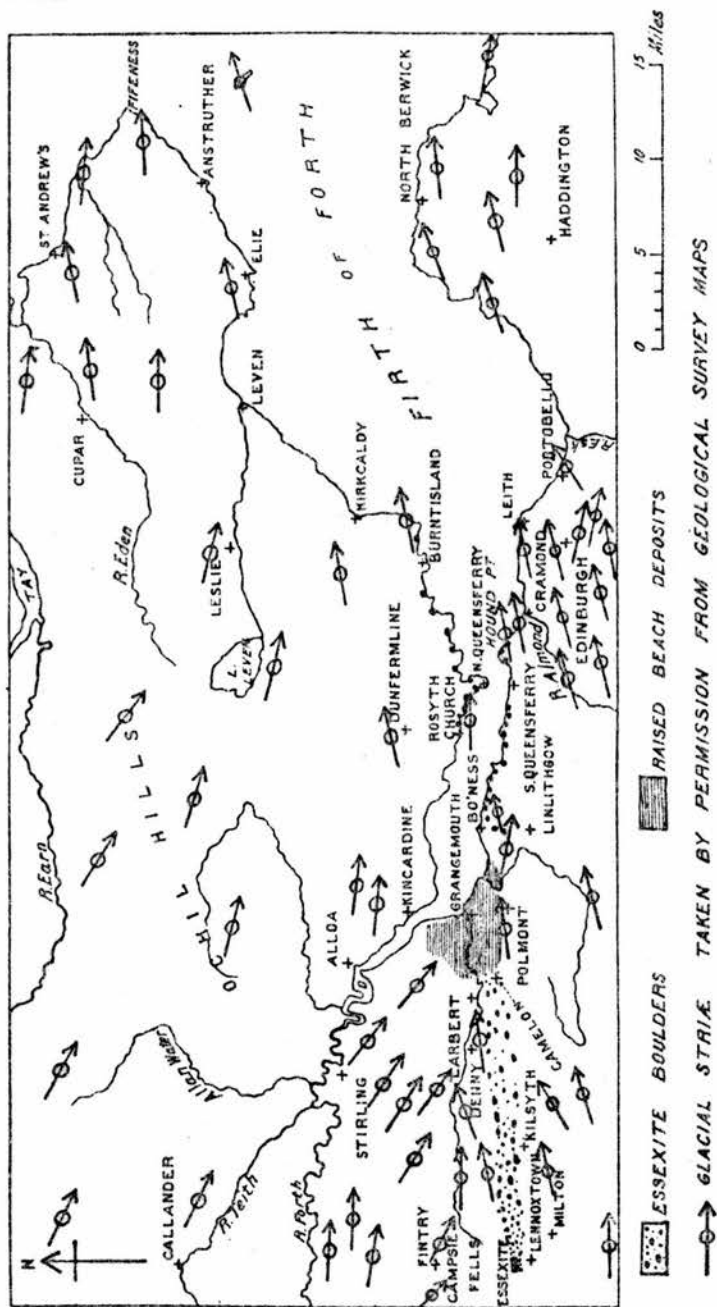 N
R.Earn
TAY
FIFENESS
ST ANDREW'S
ANSTRUTHER
CUPAR
R.Eden
ELIE
LEVEN
LESLIE
L. LEVEN
KIRKCALDY
BURNTISLAND
FIRTH OF FORTH
OCHIL HILLS
Allan Water
CALLANDER
R.Teith
R.Forth
STIRLING
ALLOA
KINCARDINE
DUNFERMLINE
ROSYTH
CHURCH
N.QUEENSFERRY
HOUND PT
GRANGEMOUTH
BO'NESS
S.QUEENSFERRY
LINLITHGOW
CRAMOND
R Almond
LEITH
EDINBURGH
PORTOBELLO
R.Esk
NORTH BERWICK
HADDINGTON
FINTRY
CAMPSIE
FELLS
ESSEXITE
LENNOXTOWN
MILTON
KILSYTH
DENNY
LARBERT
CAMELON
POLMONT
0 5 10 15 Miles
ESSEXITE BOULDERS
RAISED BEACH DEPOSITS
GLACIAL STRIÆ TAKEN BY PERMISSION FROM GEOLOGICAL SURVEY MAPS